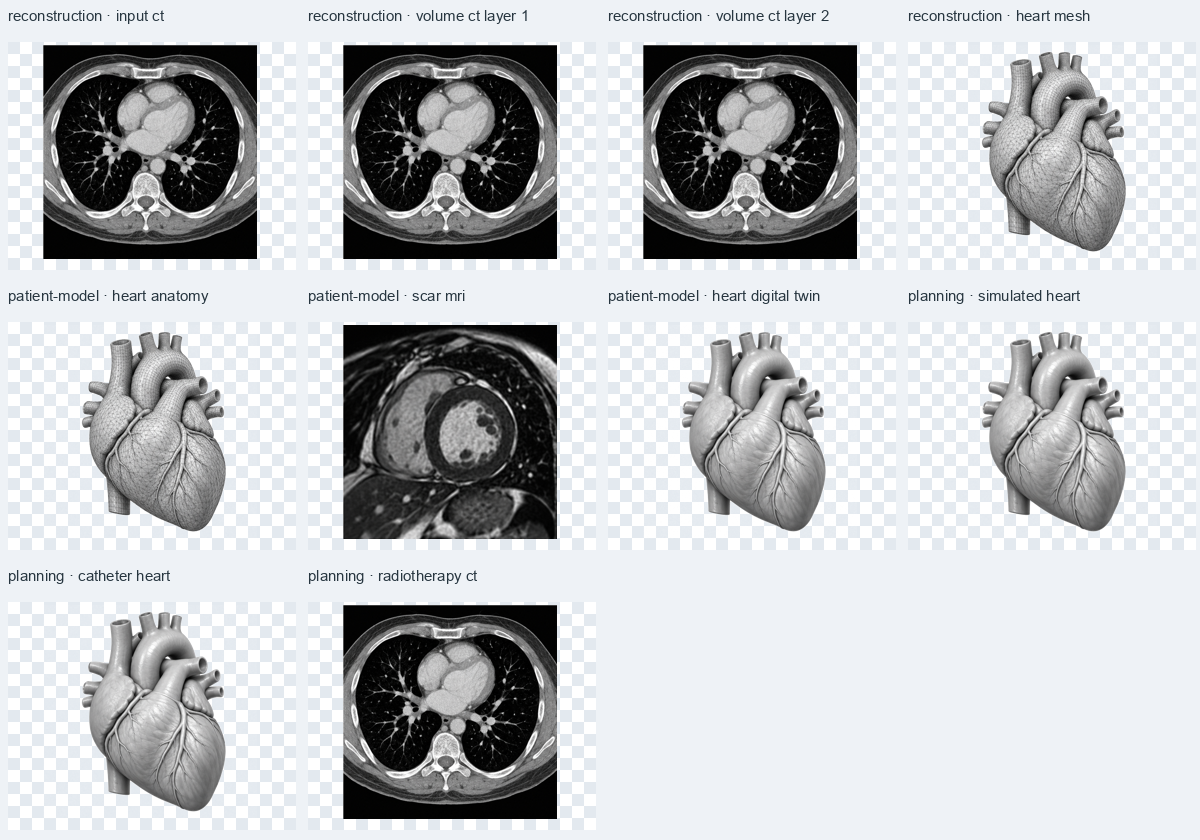 reconstruction · input ct
reconstruction · volume ct layer 1
reconstruction · volume ct layer 2
reconstruction · heart mesh
patient-model · heart anatomy
patient-model · scar mri
patient-model · heart digital twin
planning · simulated heart
planning · catheter heart
planning · radiotherapy ct